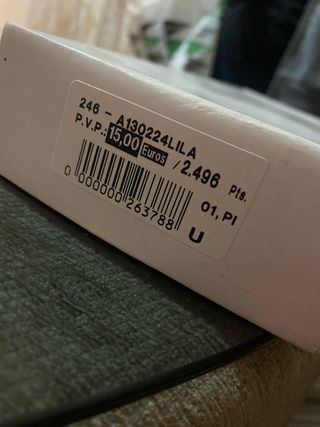 246 - A130224LILA
P.V.P.: 15,00 Euros /2.496 Pts.
01, PI
0 000000 263788 U